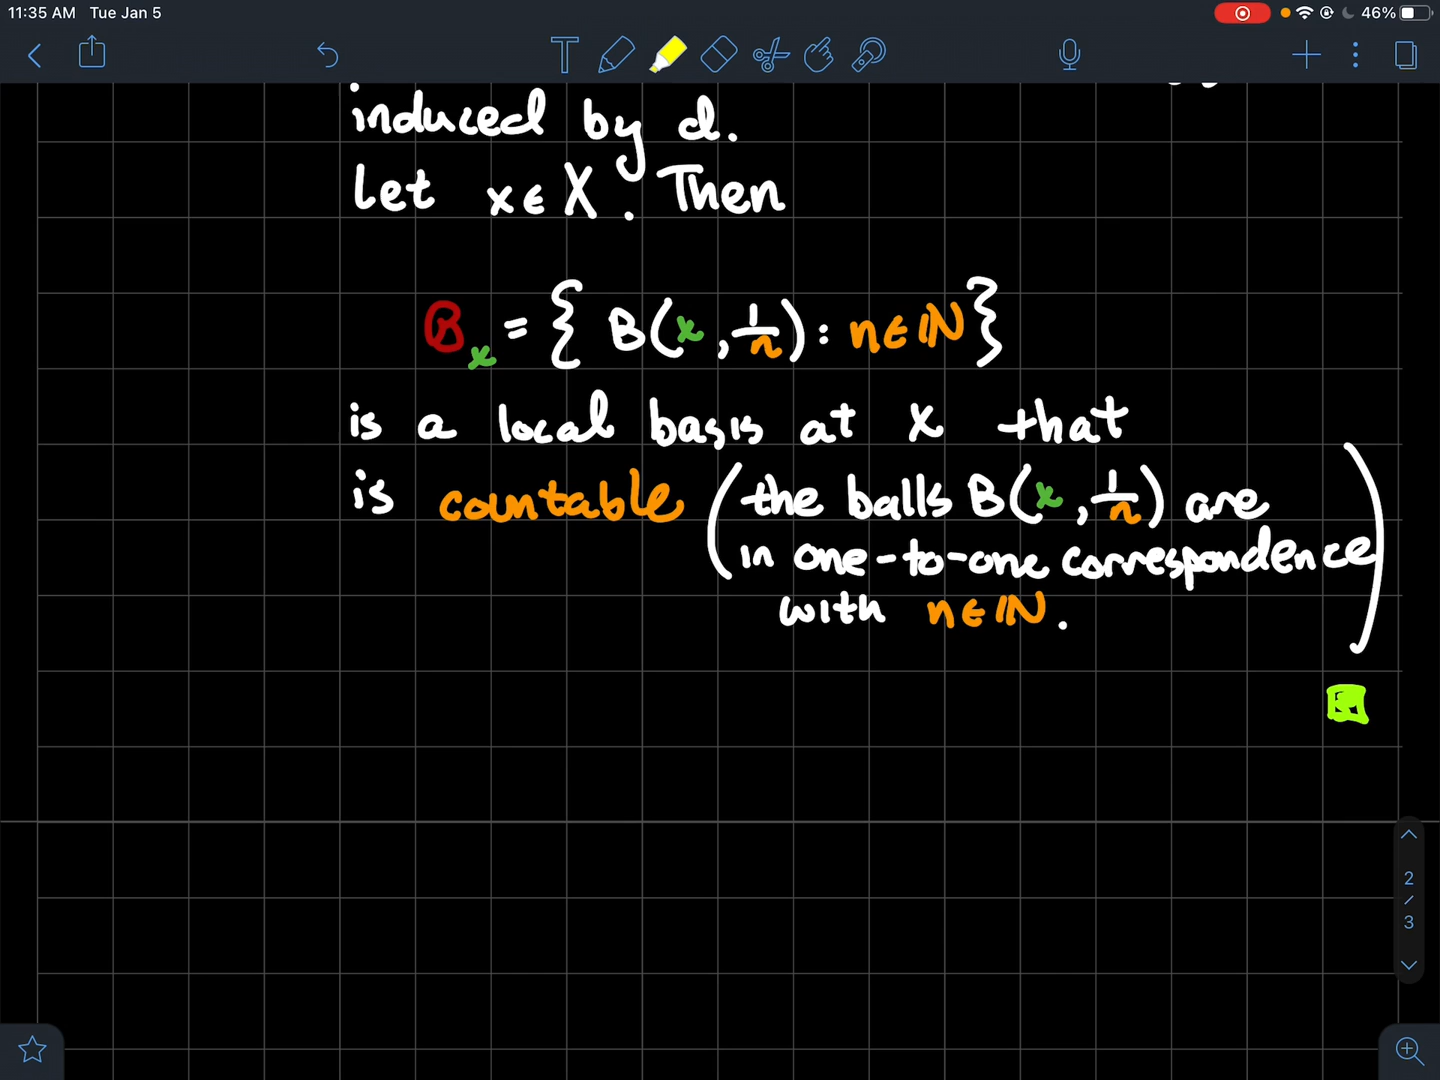 11:35 AM Tue Jan 5 46%
T
induced by d.
Let x ∈ X. Then
B_x = { B(x, 1/n) : n ∈ ℕ }
is a local basis at x that
is countable (the balls B(x, 1/n) are
in one-to-one correspondence
with n ∈ ℕ.)
2
/
3